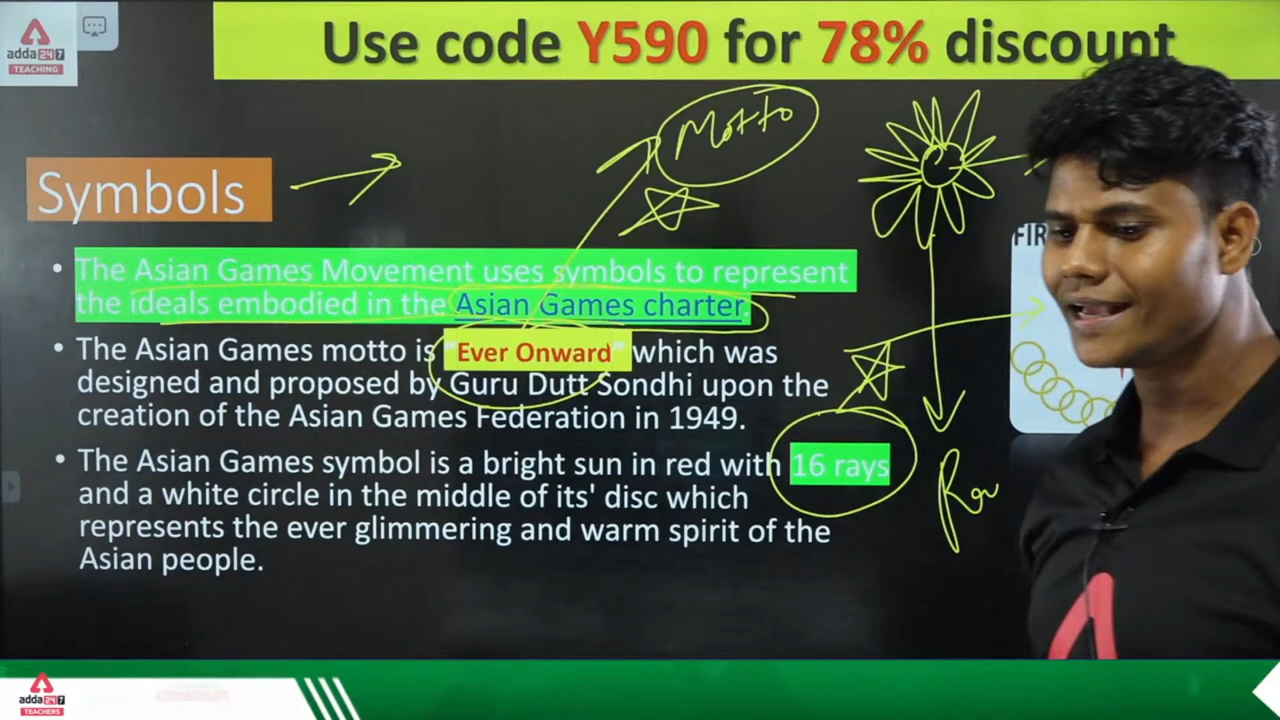 Use code Y590 for 78% discount
adda247
TEACHING
Motto
Symbols
FIR
• The Asian Games Movement uses symbols to represent
the ideals embodied in the Asian Games charter.
• The Asian Games motto is "Ever Onward" which was
designed and proposed by Guru Dutt Sondhi upon the
creation of the Asian Games Federation in 1949.
• The Asian Games symbol is a bright sun in red with 16 rays
and a white circle in the middle of its' disc which
represents the ever glimmering and warm spirit of the
Asian people.
adda247
TEACHERS